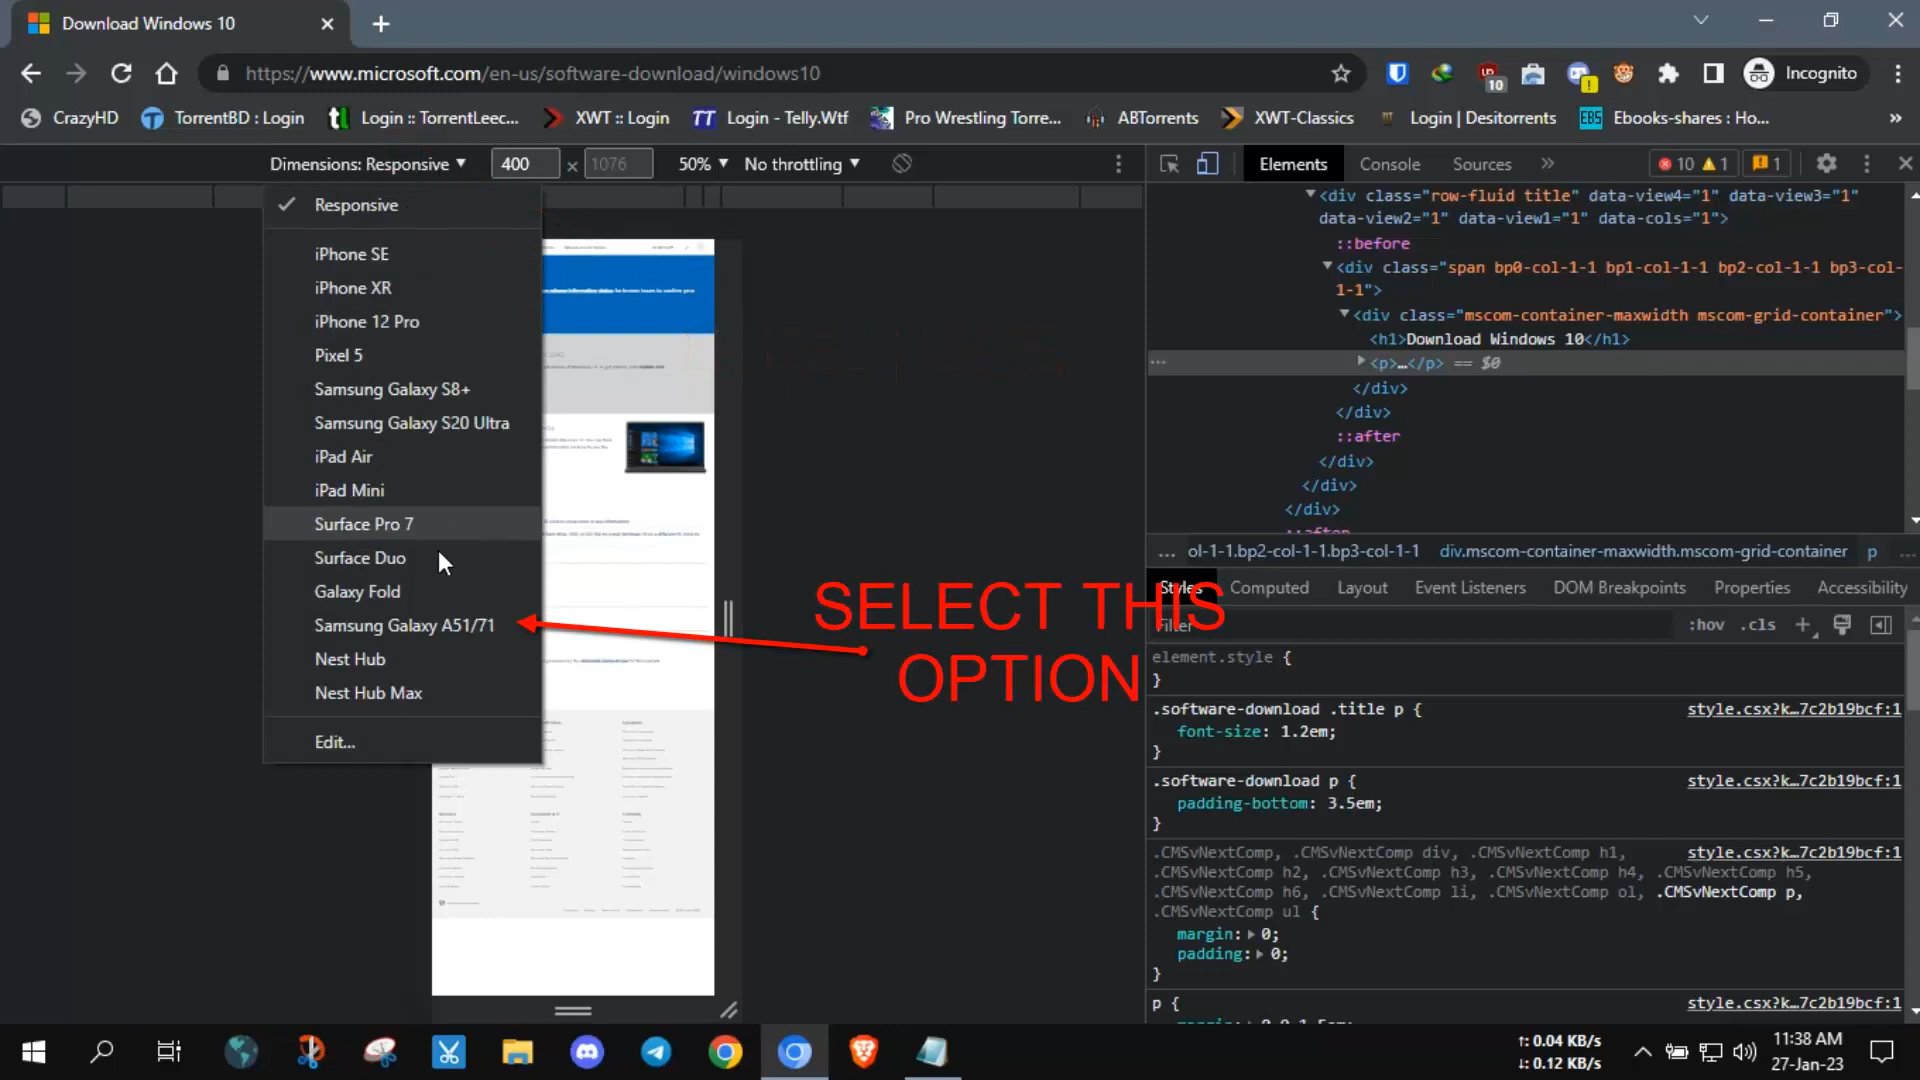 Download Windows 10
https://www.microsoft.com/en-us/software-download/windows10
10
Incognito
CrazyHD
TorrentBD : Login
Login :: TorrentLeec...
XWT :: Login
TT
Login - Telly.Wtf
Pro Wrestling Torre...
ABTorrents
XWT-Classics
Login | Desitorrents
EBS
Ebooks-shares : Ho...
»
Dimensions: Responsive
400
×
1076
50%
No throttling
Elements
Console
Sources
»
10
1
1
Responsive
iPhone SE
iPhone XR
iPhone 12 Pro
Pixel 5
Samsung Galaxy S8+
Samsung Galaxy S20 Ultra
iPad Air
iPad Mini
Surface Pro 7
Surface Duo
Galaxy Fold
Samsung Galaxy A51/71
Nest Hub
Nest Hub Max
Edit...
SELECT THIS
OPTION
<div class="row-fluid title" data-view4="1" data-view3="1"
data-view2="1" data-view1="1" data-cols="1">
::before
<div class="span bp0-col-1-1 bp1-col-1-1 bp2-col-1-1 bp3-col-
1-1">
<div class="mscom-container-maxwidth mscom-grid-container">
<h1>Download Windows 10</h1>
<p>…</p> == $0
</div>
</div>
::after
</div>
</div>
</div>
::after
... ol-1-1.bp2-col-1-1.bp3-col-1-1 div.mscom-container-maxwidth.mscom-grid-container p ...
Styles
Computed
Layout
Event Listeners
DOM Breakpoints
Properties
Accessibility
Filter
:hov .cls +
element.style {
}
.software-download .title p {
style.csx?k…7c2b19bcf:1
font-size: 1.2em;
}
.software-download p {
style.csx?k…7c2b19bcf:1
padding-bottom: 3.5em;
}
.CMSvNextComp, .CMSvNextComp div, .CMSvNextComp h1,
style.csx?k…7c2b19bcf:1
.CMSvNextComp h2, .CMSvNextComp h3, .CMSvNextComp h4, .CMSvNextComp h5,
.CMSvNextComp h6, .CMSvNextComp li, .CMSvNextComp ol, .CMSvNextComp p,
.CMSvNextComp ul {
margin: 0;
padding: 0;
}
p {
style.csx?k…7c2b19bcf:1
↑: 0.04 KB/s
↓: 0.12 KB/s
11:38 AM
27-Jan-23